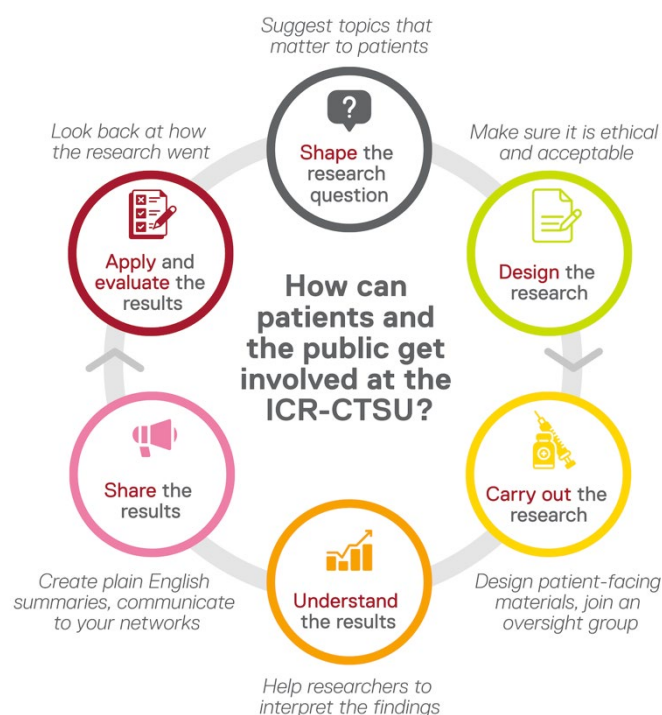 Suggest topics that
matter to patients
?
Shape the
research
question
Make sure it is ethical
and acceptable
Design the
research
Carry out the
research
Design patient-facing
materials, join an
oversight group
Understand
the results
Help researchers to
interpret the findings
Share the
results
Create plain English
summaries, communicate
to your networks
Look back at how
the research went
Apply and
evaluate the
results
How can
patients and
the public get
involved at the
ICR-CTSU?